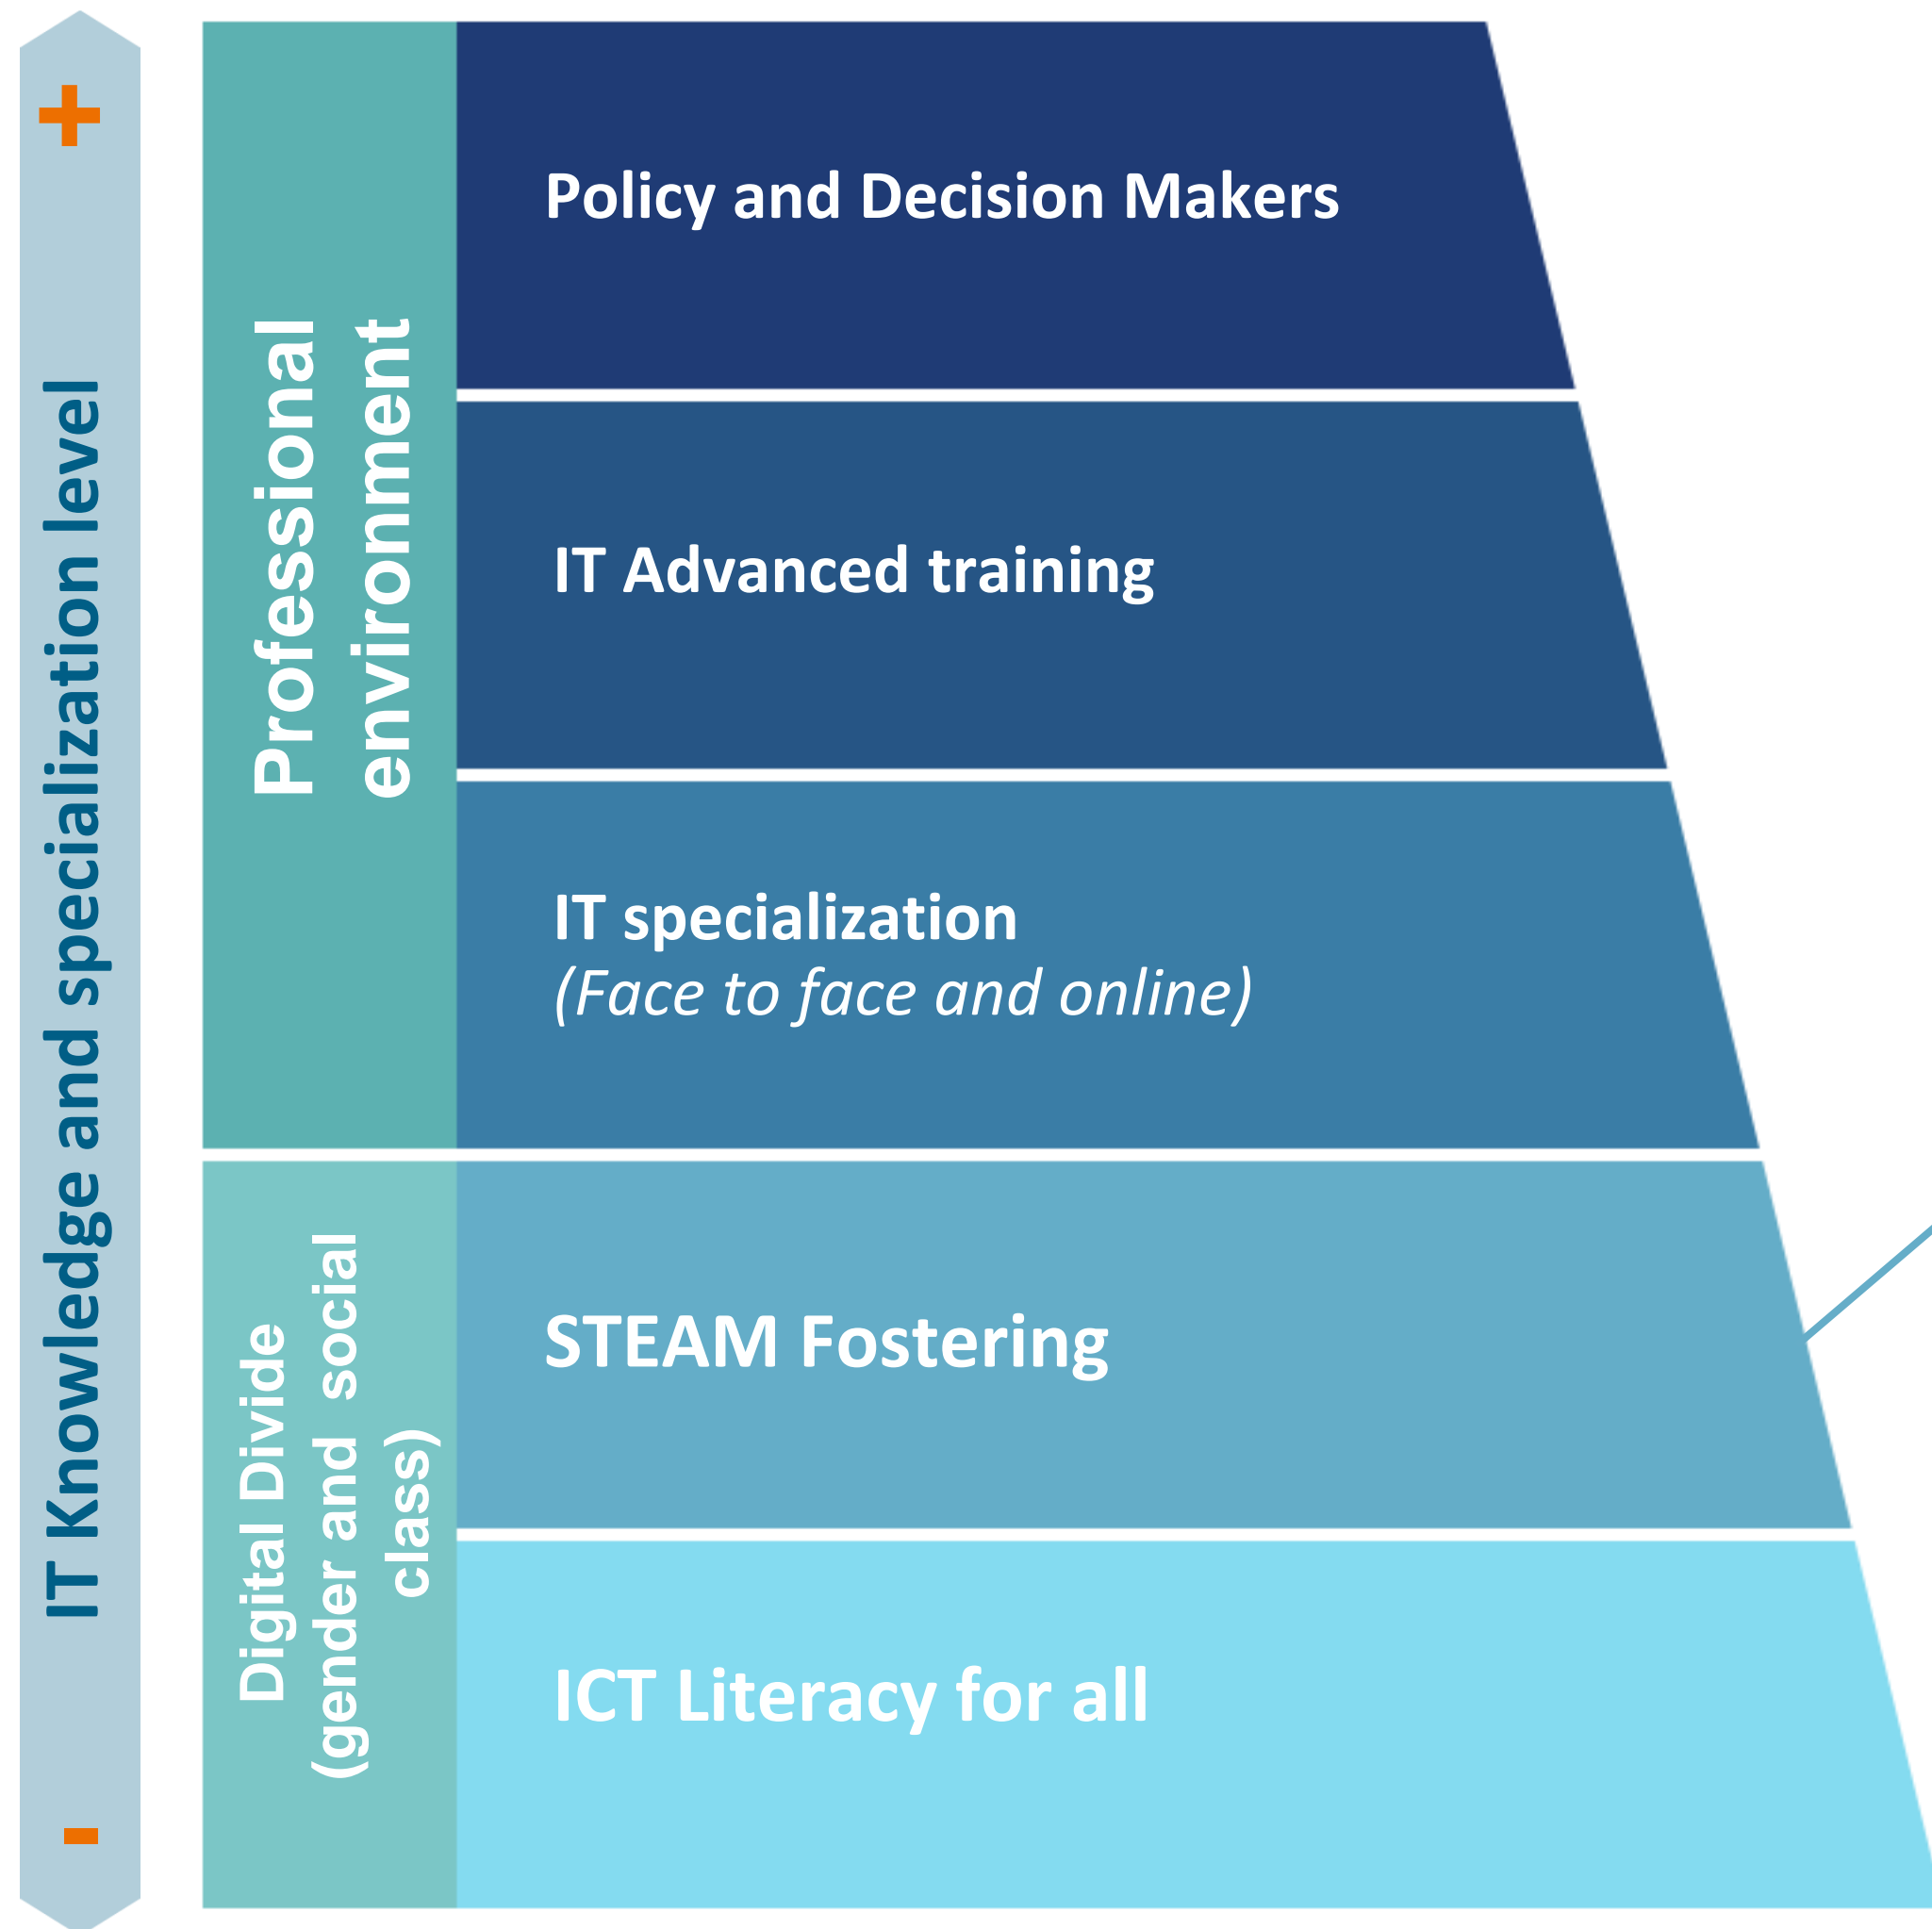 +
IT Knowledge and specialization level
-
Professional
environment
Policy and Decision Makers
IT Advanced training
IT specialization
(Face to face and online)
Digital Divide
(gender and social
class)
STEAM Fostering
ICT Literacy for all